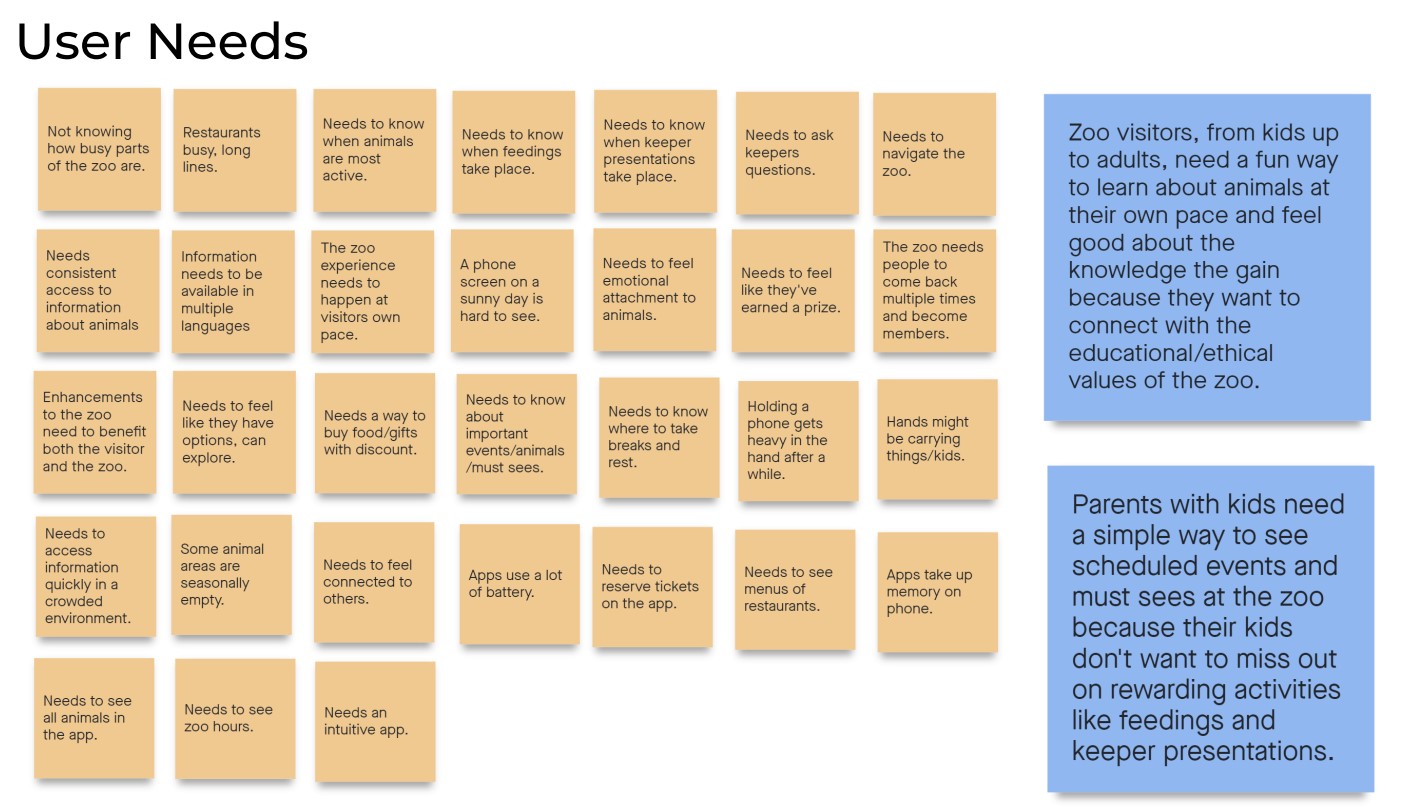 User Needs
Not knowing
how busy parts
of the zoo are.
Restaurants
busy, long
lines.
Needs to know
when animals
are most
active.
Needs to know
when feedings
take place.
Needs to know
when keeper
presentations
take place.
Needs to ask
keepers
questions.
Needs to
navigate the
zoo.
Needs
consistent
access to
information
about animals
Information
needs to be
available in
multiple
languages
The zoo
experience
needs to
happen at
visitors own
pace.
A phone
screen on a
sunny day is
hard to see.
Needs to feel
emotional
attachment to
animals.
Needs to feel
like they've
earned a prize.
The zoo needs
people to
come back
multiple times
and become
members.
Enhancements
to the zoo
need to benefit
both the visitor
and the zoo.
Needs to feel
like they have
options, can
explore.
Needs a way to
buy food/gifts
with discount.
Needs to know
about
important
events/animals
/must sees.
Needs to know
where to take
breaks and
rest.
Holding a
phone gets
heavy in the
hand after a
while.
Hands might
be carrying
things/kids.
Needs to
access
information
quickly in a
crowded
environment.
Some animal
areas are
seasonally
empty.
Needs to feel
connected to
others.
Apps use a lot
of battery.
Needs to
reserve tickets
on the app.
Needs to see
menus of
restaurants.
Apps take up
memory on
phone.
Needs to see
all animals in
the app.
Needs to see
zoo hours.
Needs an
intuitive app.
Zoo visitors, from kids up
to adults, need a fun way
to learn about animals at
their own pace and feel
good about the
knowledge the gain
because they want to
connect with the
educational/ethical
values of the zoo.
Parents with kids need
a simple way to see
scheduled events and
must sees at the zoo
because their kids
don't want to miss out
on rewarding activities
like feedings and
keeper presentations.